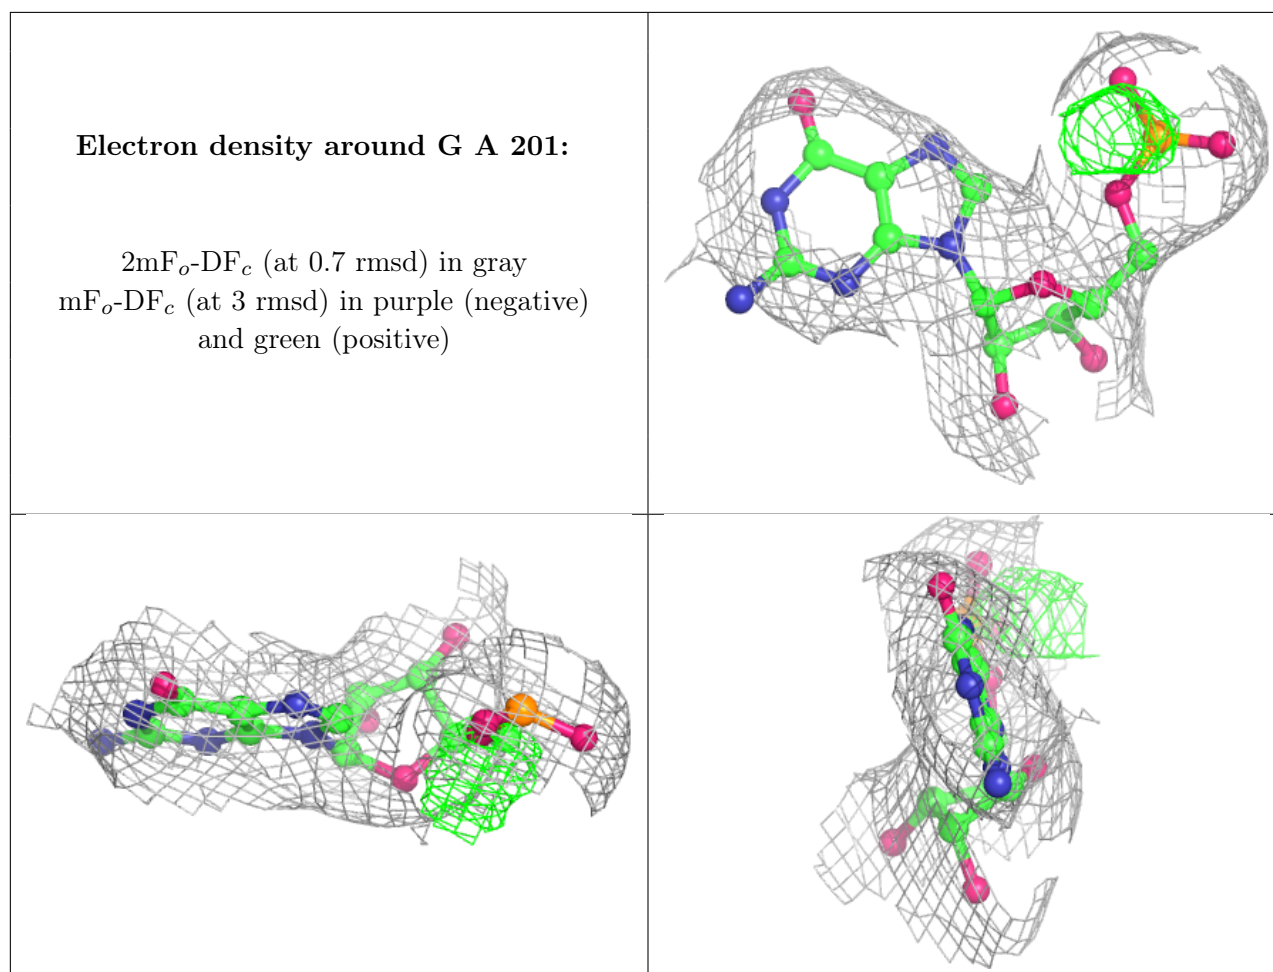 Electron density around G A 201:
2mFo-DFc (at 0.7 rmsd) in gray
mFo-DFc (at 3 rmsd) in purple (negative)
and green (positive)